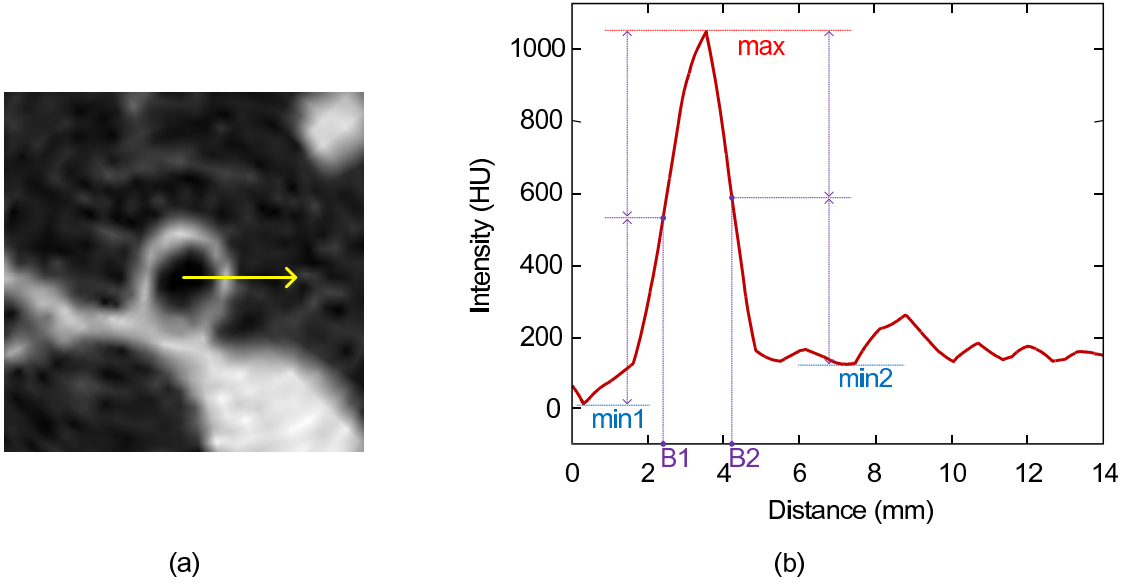 1000
800
600
400
200
0
Intensity (HU)
max
min1
min2
B1
B2
0 2 4 6 8 10 12 14
Distance (mm)
(a)
(b)